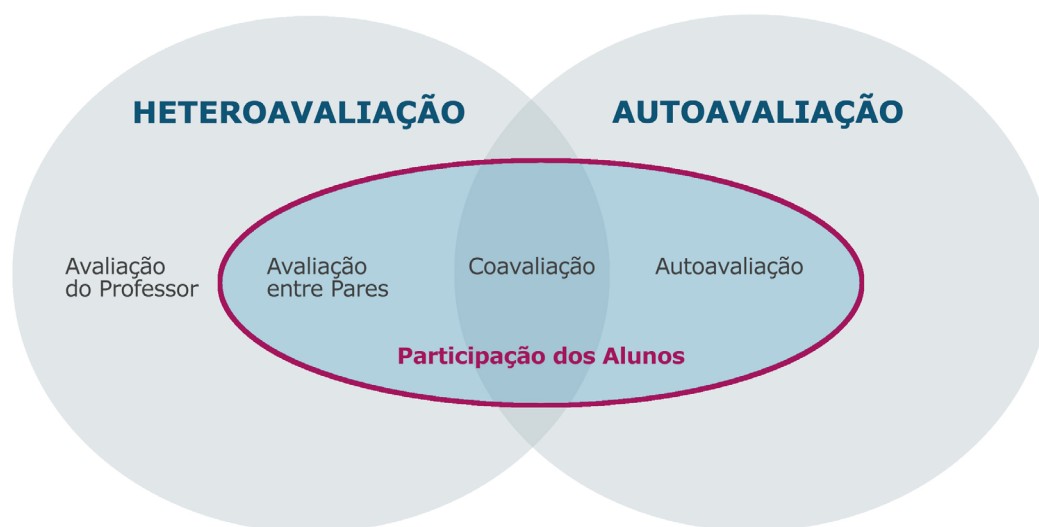 HETEROAVALIAÇÃO
AUTOAVALIAÇÃO
Avaliação
do Professor
Avaliação
entre Pares
Coavaliação
Autoavaliação
Participação dos Alunos